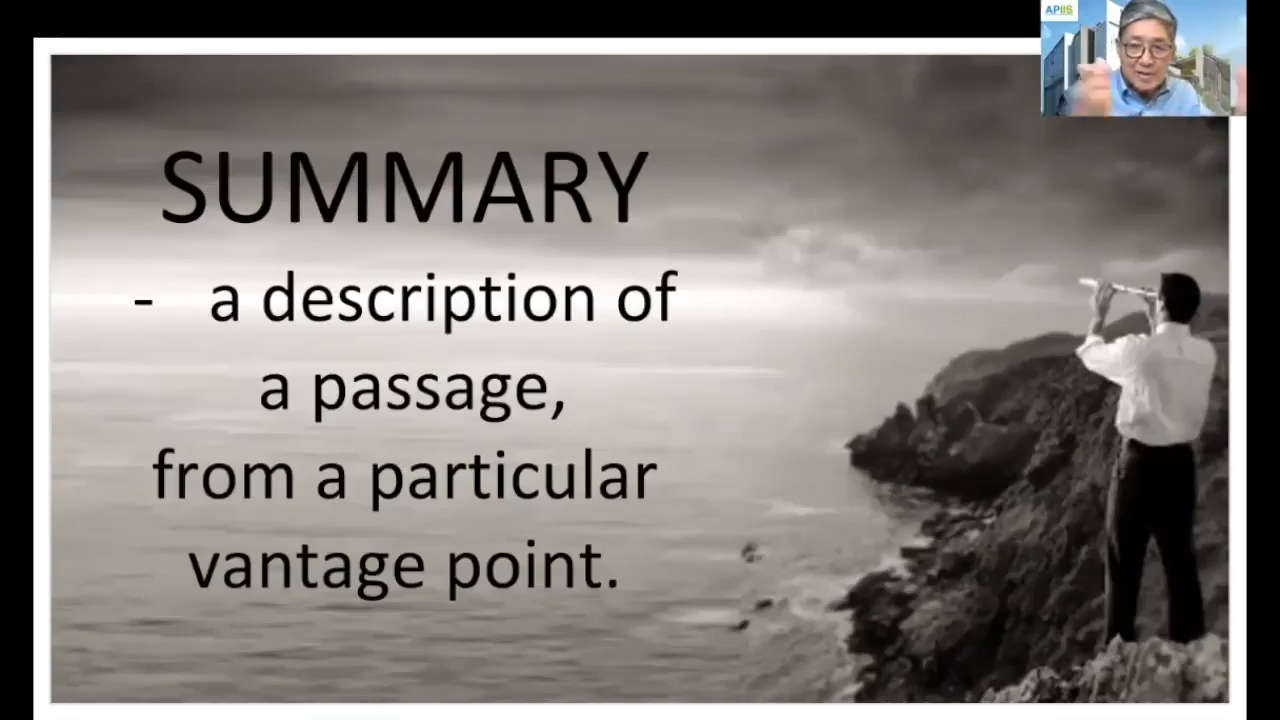 APIIS
SUMMARY
- a description of
a passage,
from a particular
vantage point.